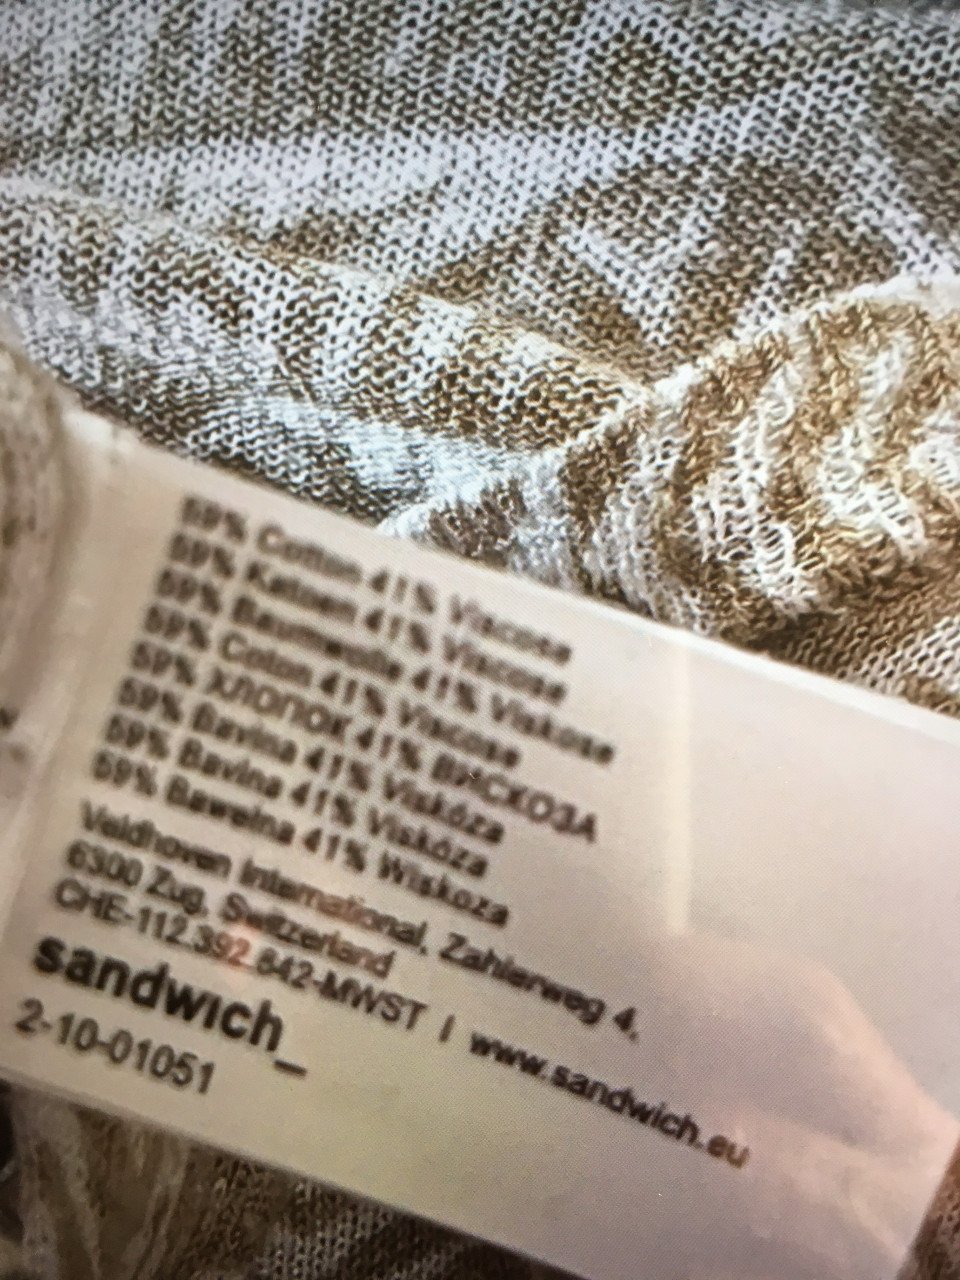 59% Cotton 41% Viscose
59% Katoen 41% Viscose
59% Baumwolle 41% Viskose
59% Coton 41% Viscose
59% ХЛОПОК 41% ВИСКОЗА
59% Bavlna 41% Viskóza
59% Bavlna 41% Viskóza
59% Bawelna 41% Wiskoza
Veldhoven International, Zahlerweg 4,
6300 Zug, Switzerland
CHE-112.392.642-MWST | www.sandwich.eu
sandwich_
2-10-01051